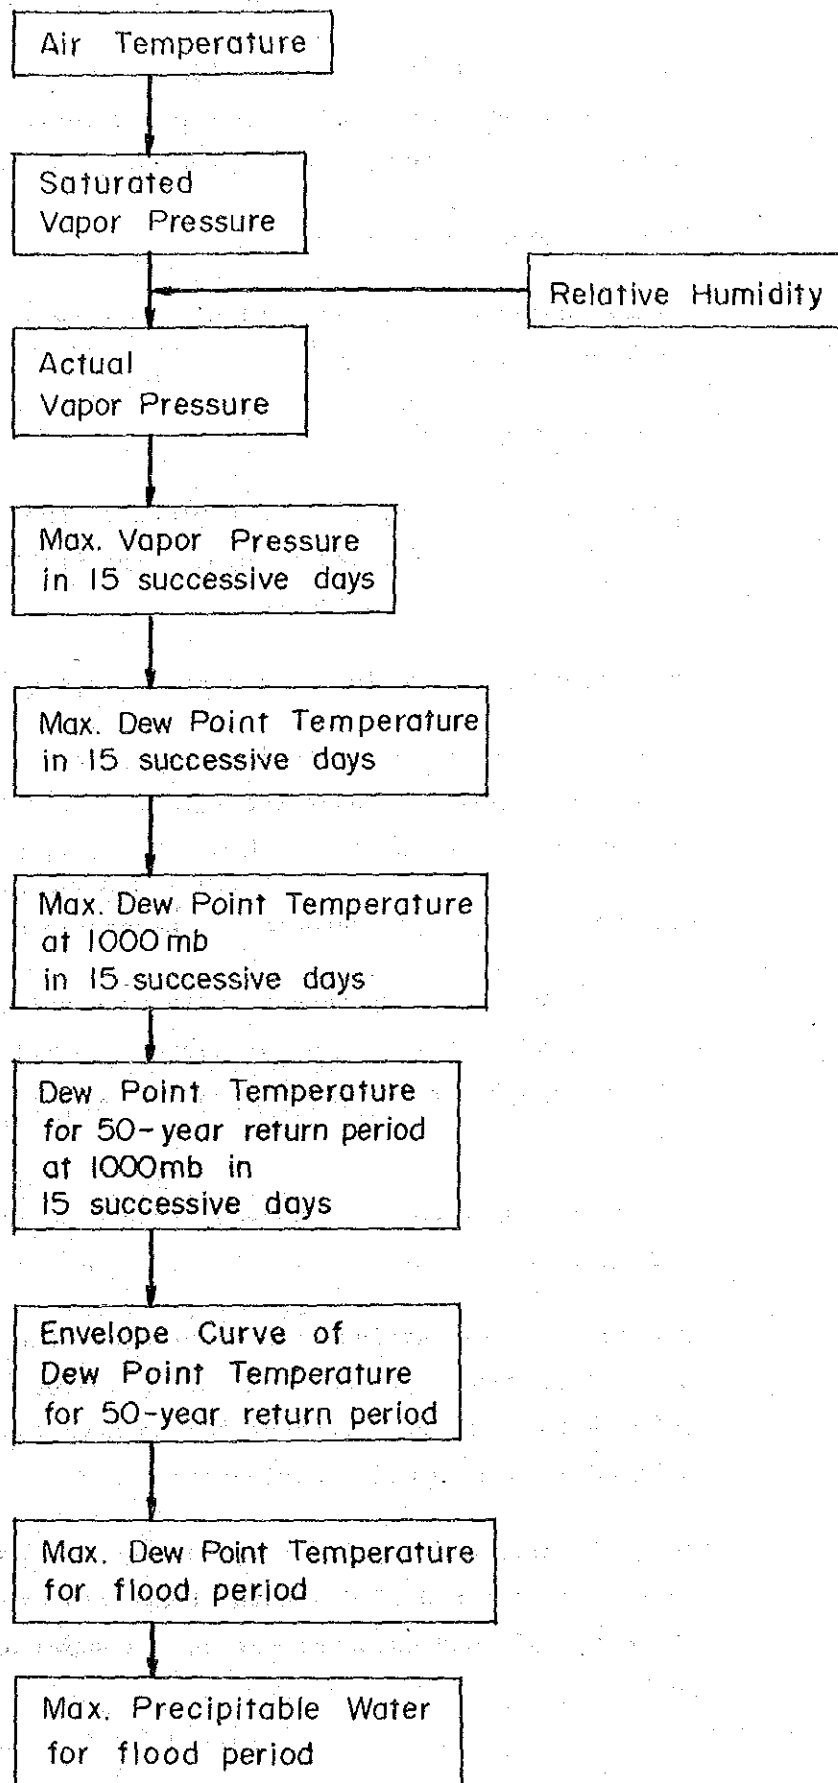 Air Temperature
Saturated
Vapor Pressure
Relative Humidity
Actual
Vapor Pressure
Max. Vapor Pressure
in 15 successive days
Max. Dew Point Temperature
in 15 successive days
Max. Dew Point Temperature
at 1000 mb
in 15 successive days
Dew Point Temperature
for 50-year return period
at 1000mb in
15 successive days
Envelope Curve of
Dew Point Temperature
for 50-year return period
Max. Dew Point Temperature
for flood period
Max. Precipitable Water
for flood period